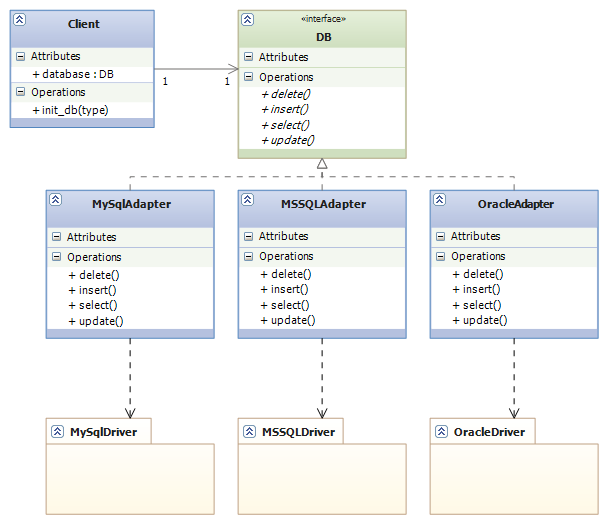 Client
Attributes
+ database : DB
Operations
+ init_db(type)
1
1
«interface»
DB
Attributes
Operations
+ delete()
+ insert()
+ select()
+ update()
MySqlAdapter
Attributes
Operations
+ delete()
+ insert()
+ select()
+ update()
MSSQLAdapter
Attributes
Operations
+ delete()
+ insert()
+ select()
+ update()
OracleAdapter
Attributes
Operations
+ delete()
+ insert()
+ select()
+ update()
MySqlDriver
MSSQLDriver
OracleDriver